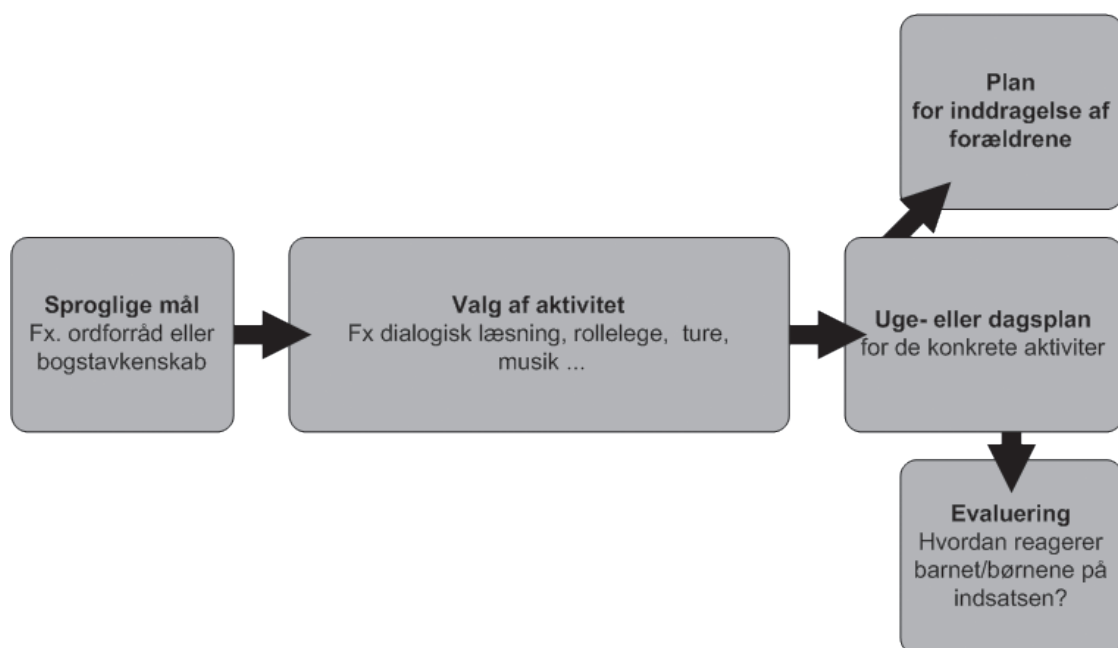 Plan
for inddragelse af
forældrene
Sproglige mål
Fx. ordforråd eller
bogstavkenskab
Valg af aktivitet
Fx dialogisk læsning, rollelege, ture,
musik ...
Uge- eller dagsplan
for de konkrete aktiviter
Evaluering
Hvordan reagerer
barnet/børnene på
indsatsen?